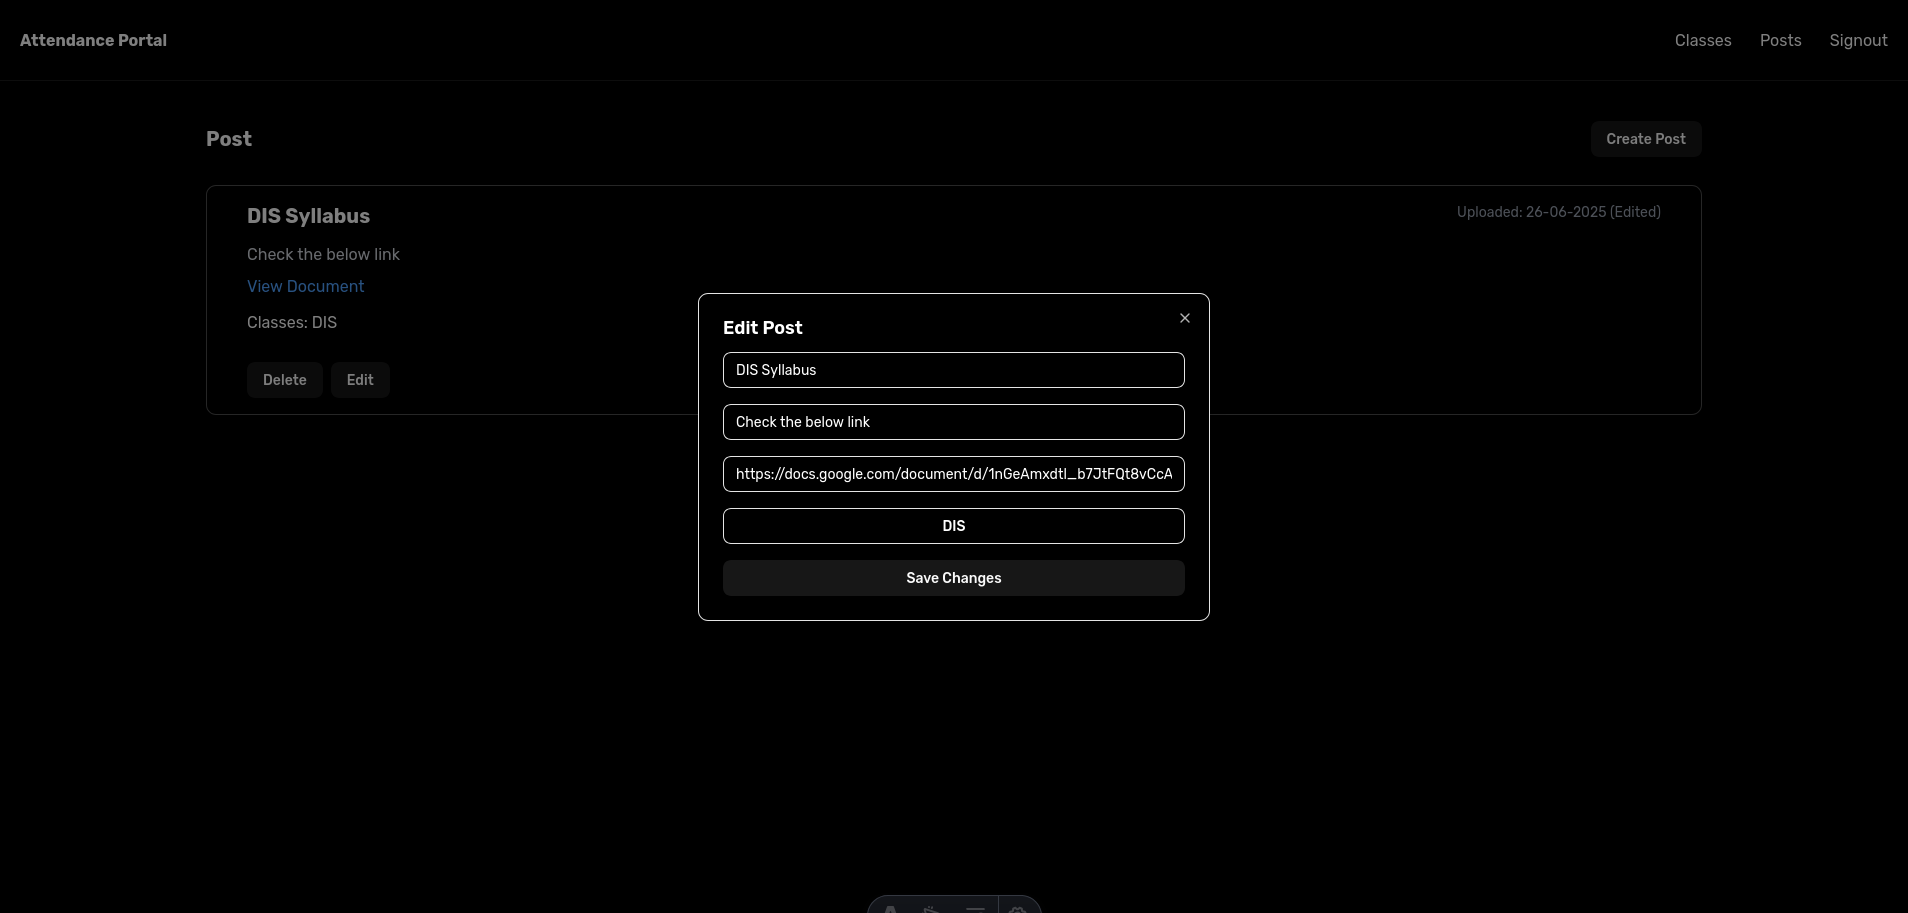 Attendance Portal
Classes
Posts
Signout
Post
Create Post
DIS Syllabus
Uploaded: 26-06-2025 (Edited)
Check the below link
View Document
Classes: DIS
Delete
Edit
Edit Post
DIS Syllabus
Check the below link
https://docs.google.com/document/d/1nGeAmxdtl_b7JtFQt8vCcA
DIS
Save Changes